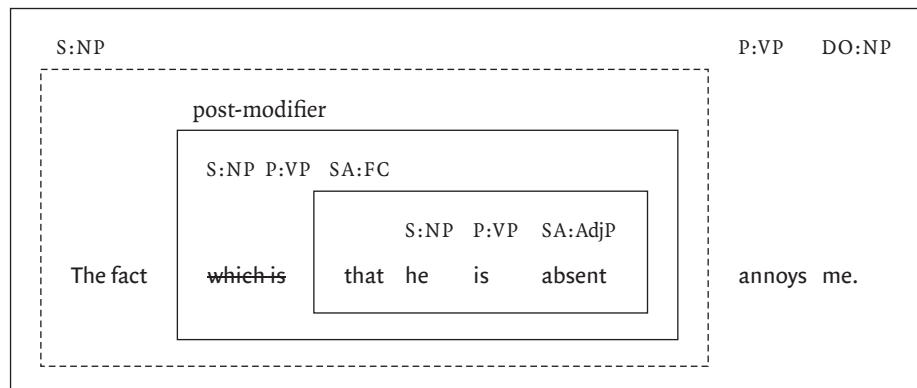 S:NP P:VP DO:NP
post-modifier
S:NP P:VP SA:FC
S:NP P:VP SA:AdjP
The fact which is that he is absent annoys me.